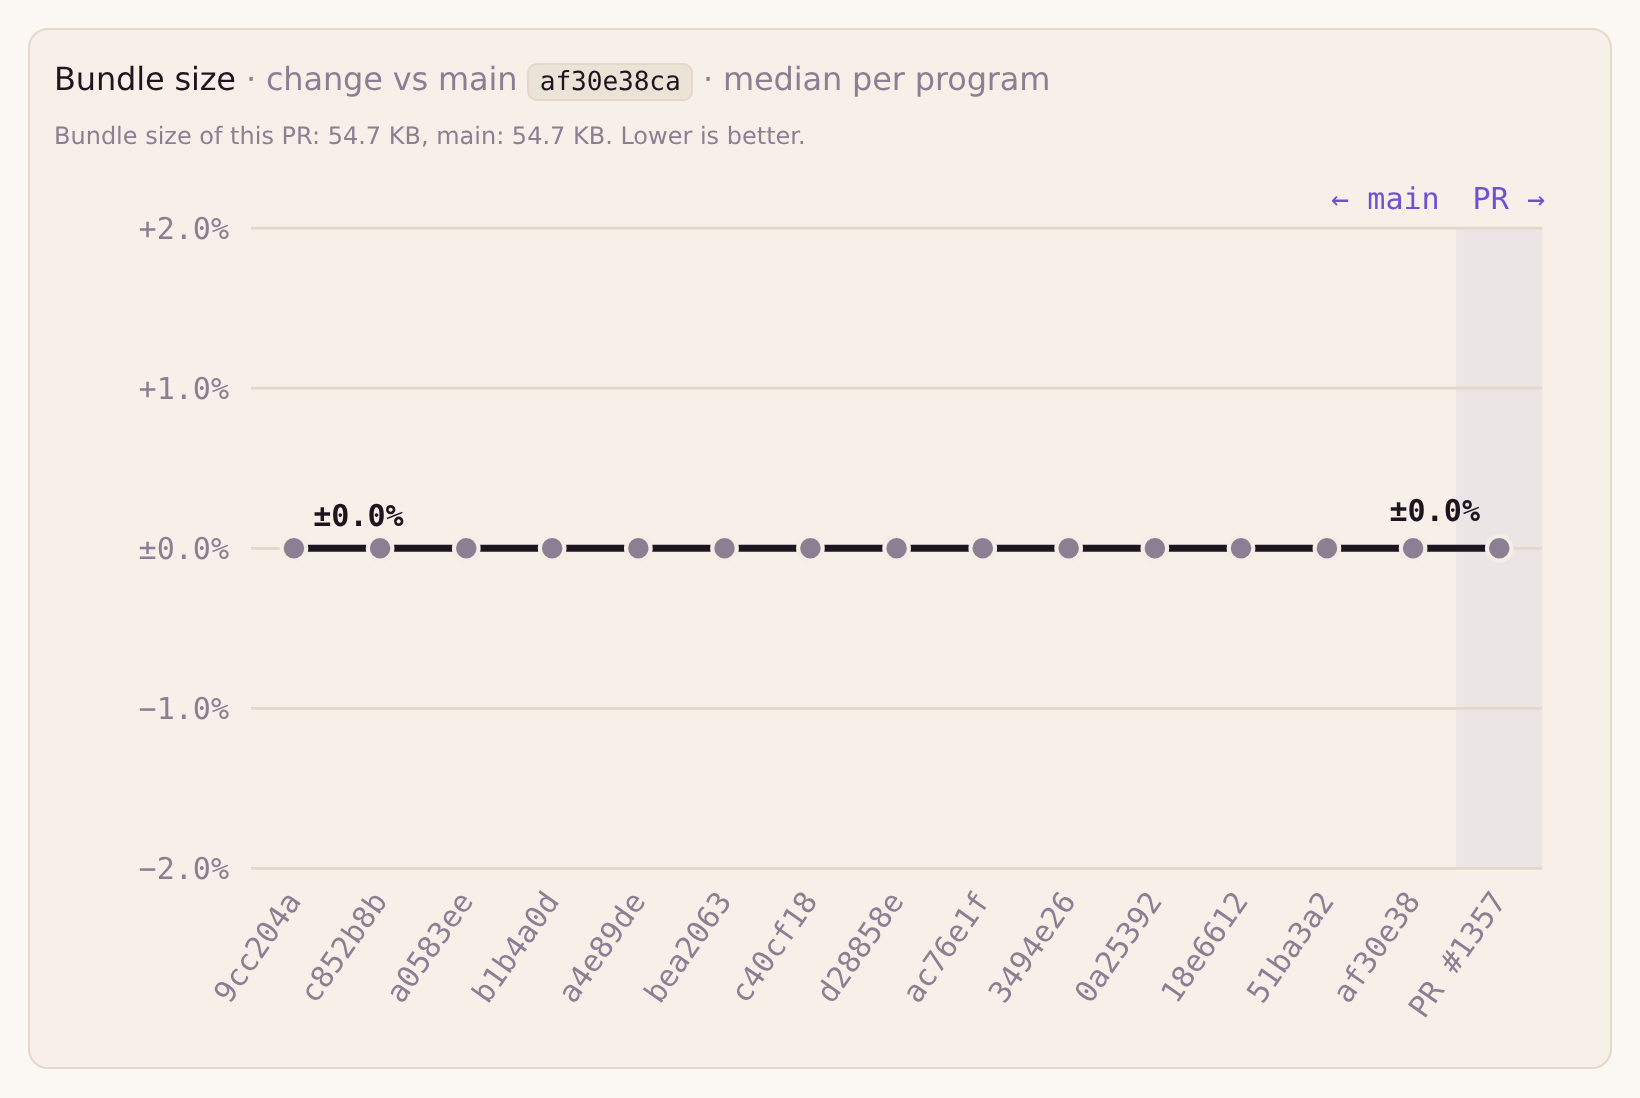 Bundle size · change vs main af30e38ca · median per program
Bundle size of this PR: 54.7 KB, main: 54.7 KB. Lower is better.
← main PR →
+2.0%
+1.0%
±0.0% ±0.0%
±0.0%
−1.0%
−2.0%
9cc204a
c852b8b
a0583ee
b1b4a0d
a4e89de
bea2063
c40cf18
d28858e
ac76e1f
3494e26
0a25392
18e6612
51ba3a2
af30e38
PR #1357